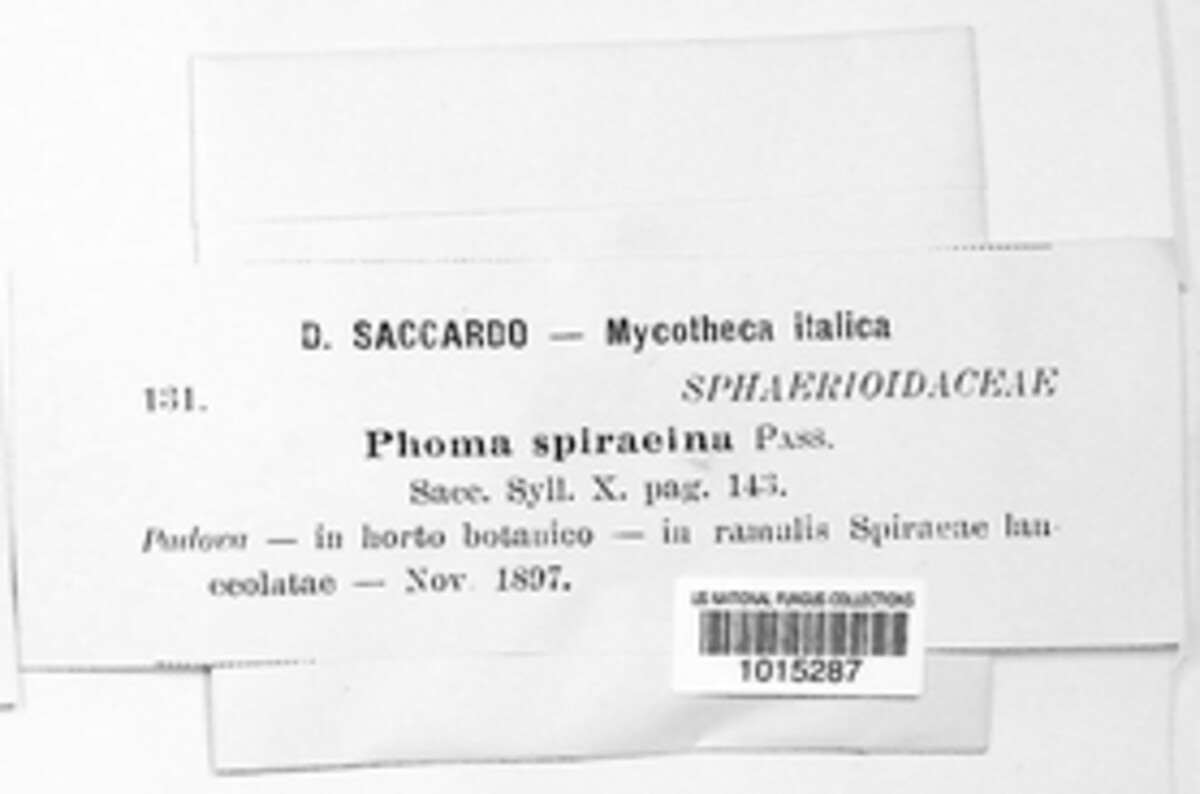 D. SACCARDO — Mycotheca italica
131. SPHAERIOIDACEAE
Phoma spiraeina Pass.
Sacc. Syll. X. pag. 143.
Padova — in horto botanico — in ramulis Spiraeae lan-
ceolatae — Nov. 1897.
US NATIONAL FUNGUS COLLECTIONS
1015287